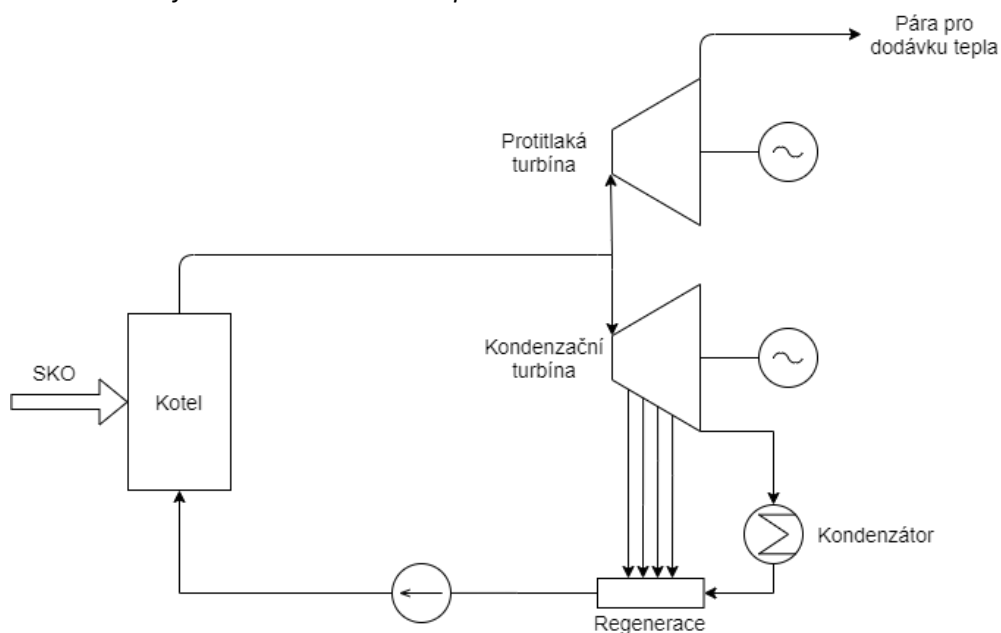 Pára pro
dodávku tepla
Protitlaká
turbína
Kondenzační
turbína
SKO
Kotel
Kondenzátor
Regenerace